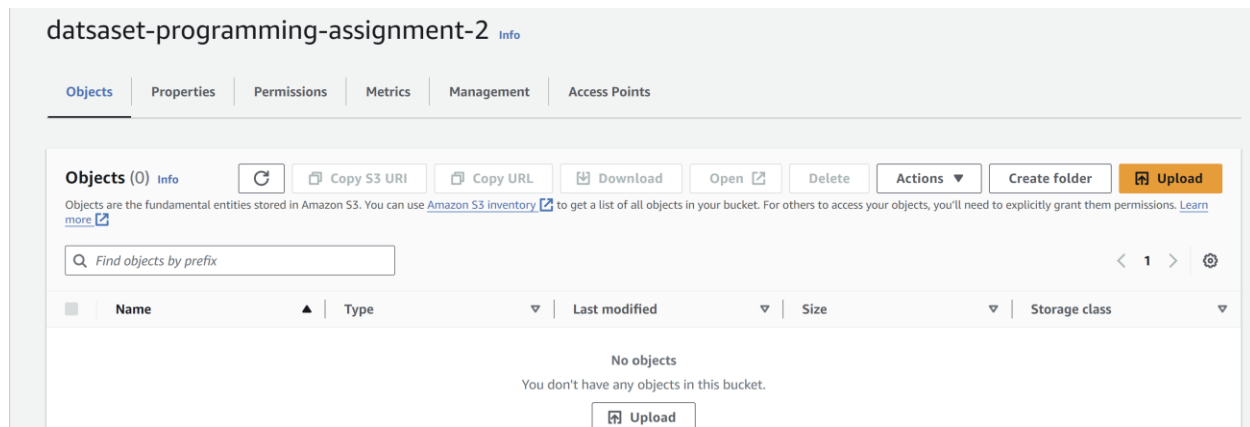 datsaset-programming-assignment-2 Info
Objects Properties Permissions Metrics Management Access Points
Objects (0) Info Copy S3 URI Copy URL Download Open Delete Actions Create folder Upload
Objects are the fundamental entities stored in Amazon S3. You can use Amazon S3 inventory to get a list of all objects in your bucket. For others to access your objects, you'll need to explicitly grant them permissions. Learn
more
Find objects by prefix 1
Name Type Last modified Size Storage class
No objects
You don't have any objects in this bucket.
Upload